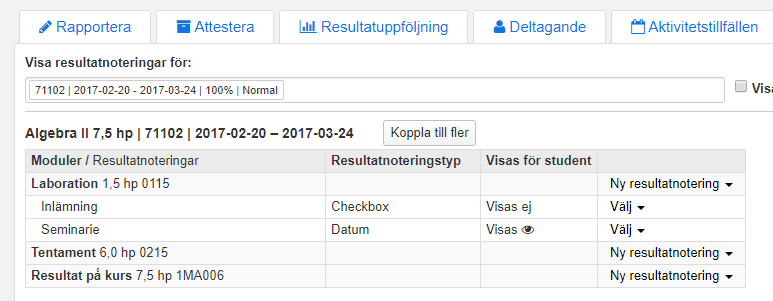 Rapportera Attestera Resultatuppföljning Deltagande Aktivitetstillfällen
Visa resultatnoteringar för:
71102 | 2017-02-20 - 2017-03-24 | 100% | Normal
Algebra II 7,5 hp | 71102 | 2017-02-20 – 2017-03-24 Koppla till fler
Moduler / Resultatnoteringar Resultatnoteringstyp Visas för student
Laboration 1,5 hp 0115 Ny resultatnotering
Inlämning Checkbox Visas ej Välj
Seminarie Datum Visas Välj
Tentament 6,0 hp 0215 Ny resultatnotering
Resultat på kurs 7,5 hp 1MA006 Ny resultatnotering